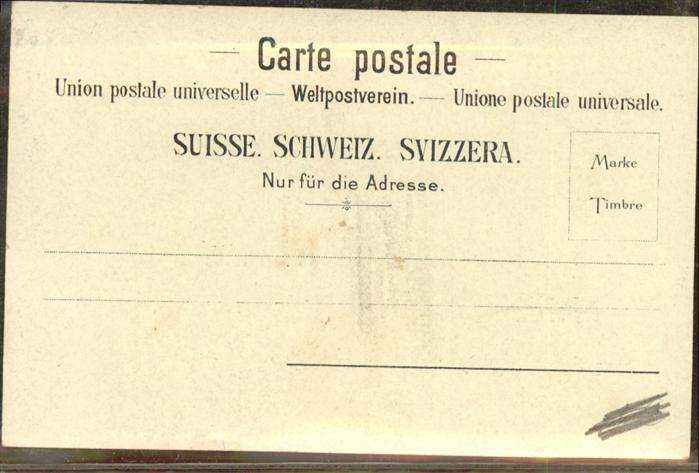 — Carte postale —
Union postale universelle — Weltpostverein. — Unione postale universale.
SUISSE. SCHWEIZ. SVIZZERA.
Nur für die Adresse.
Marke
Timbre